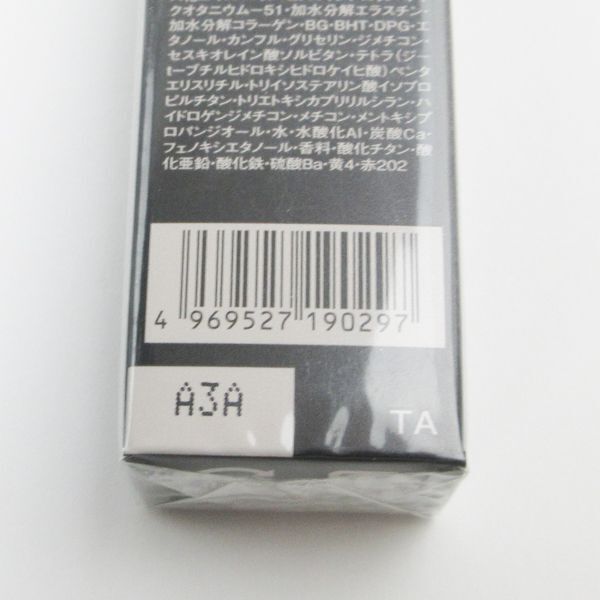 クオタニウム−51・加水分解エラスチン・
加水分解コラーゲン・BG・BHT・DPG・エ
タノール・カンフル・グリセリン・ジメチコン・
セスキオレイン酸ソルビタン・テトラ(ジー
tーブチルヒドロキシヒドロケイヒ酸)ペンタ
エリスリチル・トリイソステアリン酸イソプロ
ピルチタン・トリエトキシカプリリルシラン・ハ
イドロゲンジメチコン・メチコン・メントキシプ
ロパンジオール・水・水酸化Al・炭酸Ca・
フェノキシエタノール・香料・酸化チタン・酸
化亜鉛・酸化鉄・硫酸Ba・黄4・赤202
4 969527 190297
A3A
TA